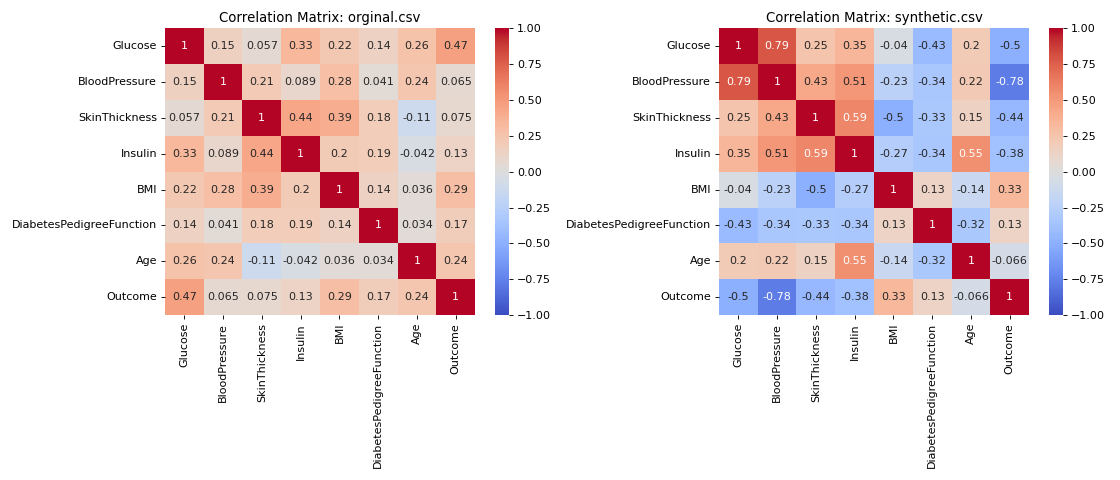 Correlation Matrix: orginal.csv
Glucose 1 0.15 0.057 0.33 0.22 0.14 0.26 0.47
BloodPressure 0.15 1 0.21 0.089 0.28 0.041 0.24 0.065
SkinThickness 0.057 0.21 1 0.44 0.39 0.18 -0.11 0.075
Insulin 0.33 0.089 0.44 1 0.2 0.19 -0.042 0.13
BMI 0.22 0.28 0.39 0.2 1 0.14 0.036 0.29
DiabetesPedigreeFunction 0.14 0.041 0.18 0.19 0.14 1 0.034 0.17
Age 0.26 0.24 -0.11 -0.042 0.036 0.034 1 0.24
Outcome 0.47 0.065 0.075 0.13 0.29 0.17 0.24 1
Glucose
BloodPressure
SkinThickness
Insulin
BMI
DiabetesPedigreeFunction
Age
Outcome
1.00
0.75
0.50
0.25
0.00
−0.25
−0.50
−0.75
−1.00
Correlation Matrix: synthetic.csv
Glucose 1 0.79 0.25 0.35 -0.04 -0.43 0.2 -0.5
BloodPressure 0.79 1 0.43 0.51 -0.23 -0.34 0.22 -0.78
SkinThickness 0.25 0.43 1 0.59 -0.5 -0.33 0.15 -0.44
Insulin 0.35 0.51 0.59 1 -0.27 -0.34 0.55 -0.38
BMI -0.04 -0.23 -0.5 -0.27 1 0.13 -0.14 0.33
DiabetesPedigreeFunction -0.43 -0.34 -0.33 -0.34 0.13 1 -0.32 0.13
Age 0.2 0.22 0.15 0.55 -0.14 -0.32 1 -0.066
Outcome -0.5 -0.78 -0.44 -0.38 0.33 0.13 -0.066 1
Glucose
BloodPressure
SkinThickness
Insulin
BMI
DiabetesPedigreeFunction
Age
Outcome
1.00
0.75
0.50
0.25
0.00
−0.25
−0.50
−0.75
−1.00